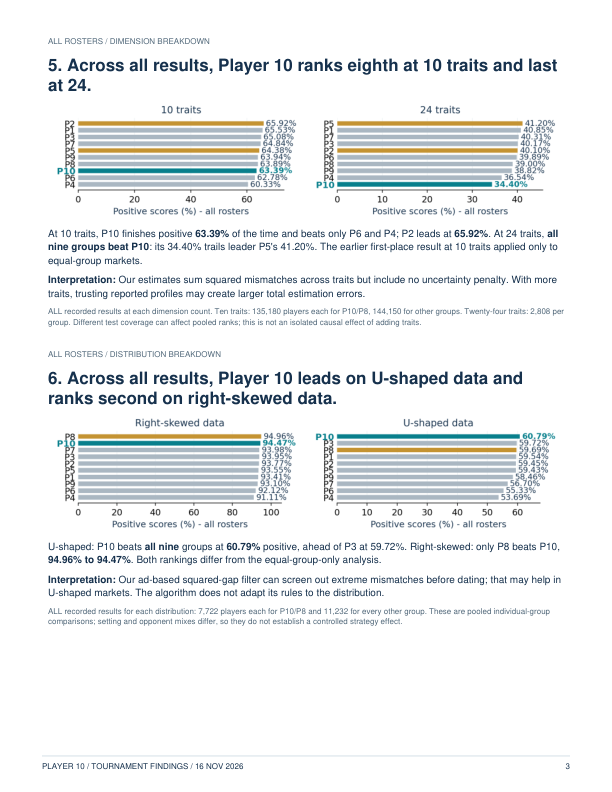 ALL ROSTERS / DIMENSION BREAKDOWN
5. Across all results, Player 10 ranks eighth at 10 traits and last
at 24.
10 traits
P2 65.92%
P1 65.53%
P3 65.08%
P7 64.84%
P5 64.38%
P9 63.94%
P8 63.89%
P10 63.39%
P6 62.78%
P4 60.33%
0 20 40 60
Positive scores (%) - all rosters
24 traits
P5 41.20%
P1 40.85%
P7 40.31%
P3 40.17%
P2 40.10%
P6 39.89%
P8 39.00%
P9 38.82%
P4 36.54%
P10 34.40%
0 10 20 30 40
Positive scores (%) - all rosters
At 10 traits, P10 finishes positive 63.39% of the time and beats only P6 and P4; P2 leads at 65.92%. At 24 traits, all
nine groups beat P10: its 34.40% trails leader P5's 41.20%. The earlier first-place result at 10 traits applied only to
equal-group markets.
Interpretation: Our estimates sum squared mismatches across traits but include no uncertainty penalty. With more
traits, trusting reported profiles may create larger total estimation errors.
ALL recorded results at each dimension count. Ten traits: 135,180 players each for P10/P8, 144,150 for other groups. Twenty-four traits: 2,808 per
group. Different test coverage can affect pooled ranks; this is not an isolated causal effect of adding traits.
ALL ROSTERS / DISTRIBUTION BREAKDOWN
6. Across all results, Player 10 leads on U-shaped data and
ranks second on right-skewed data.
Right-skewed data
P8 94.96%
P10 94.47%
P7 93.98%
P3 93.95%
P2 93.77%
P5 93.55%
P1 93.41%
P9 93.10%
P6 92.12%
P4 91.11%
0 20 40 60 80 100
Positive scores (%) - all rosters
U-shaped data
P10 60.79%
P3 59.72%
P8 59.69%
P1 59.54%
P2 59.45%
P5 59.43%
P9 58.46%
P7 56.70%
P6 55.33%
P4 53.69%
0 10 20 30 40 50 60
Positive scores (%) - all rosters
U-shaped: P10 beats all nine groups at 60.79% positive, ahead of P3 at 59.72%. Right-skewed: only P8 beats P10,
94.96% to 94.47%. Both rankings differ from the equal-group-only analysis.
Interpretation: Our ad-based squared-gap filter can screen out extreme mismatches before dating; that may help in
U-shaped markets. The algorithm does not adapt its rules to the distribution.
ALL recorded results for each distribution: 7,722 players each for P10/P8 and 11,232 for every other group. These are pooled individual-group
comparisons; setting and opponent mixes differ, so they do not establish a controlled strategy effect.
PLAYER 10 / TOURNAMENT FINDINGS / 16 NOV 2026
3